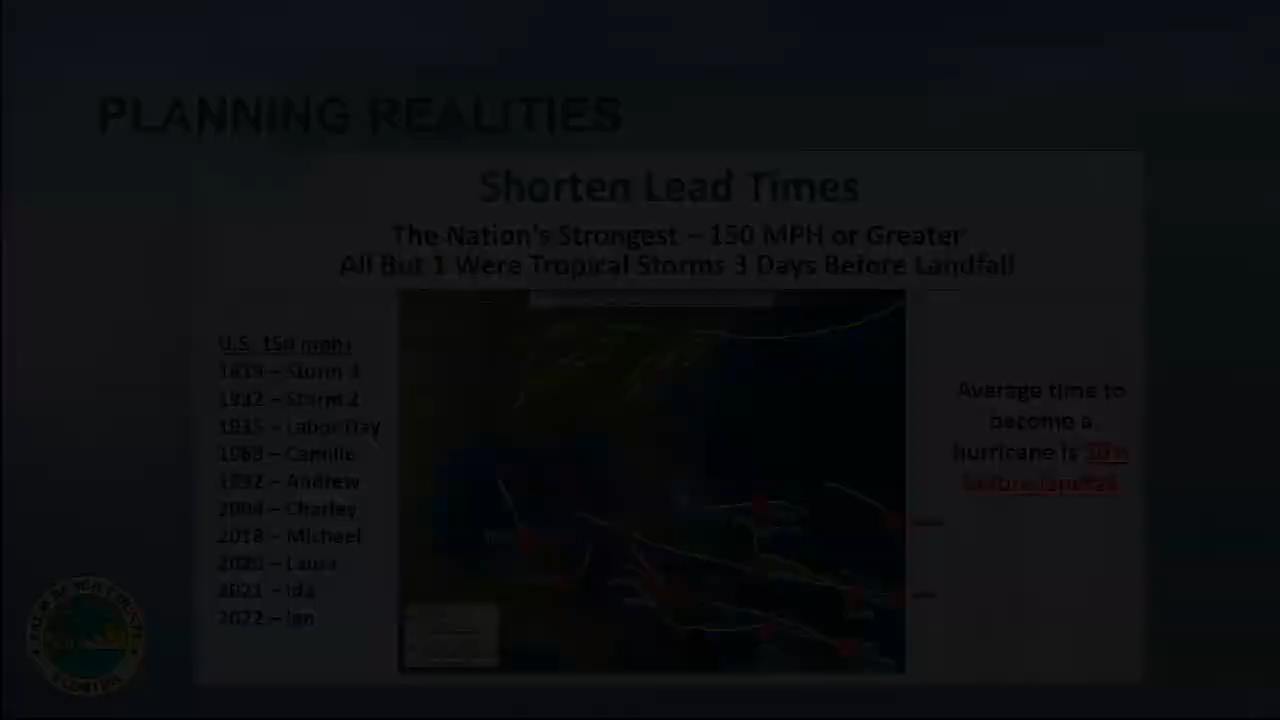 PLANNING REALITIES
Shorten Lead Times
The Nation's Strongest – 150 MPH or Greater
All But 1 Were Tropical Storms 3 Days Before Landfall
U.S. 150 mph+
– Storm 3
1932 – Storm 2
1935 – Labor Day
1969 – Camille
1992 – Andrew
2004 – Charley
2018 – Michael
2020 – Laura
2021 – Ida
2022 – Ian
Average time to
become a
hurricane is
before landfall
FLORIDA